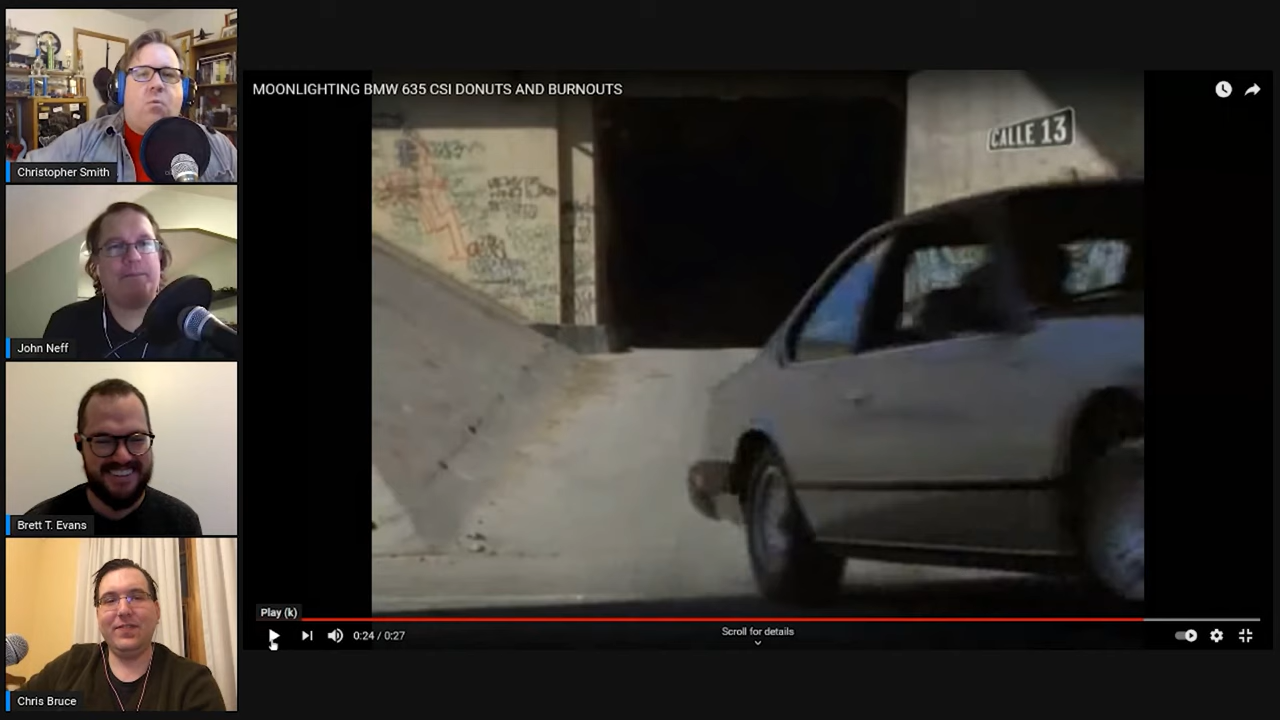 Christopher Smith
John Neff
Brett T. Evans
Chris Bruce
MOONLIGHTING BMW 635 CSI DONUTS AND BURNOUTS
CALLE 13
Play (k)
0:24 / 0:27
Scroll for details